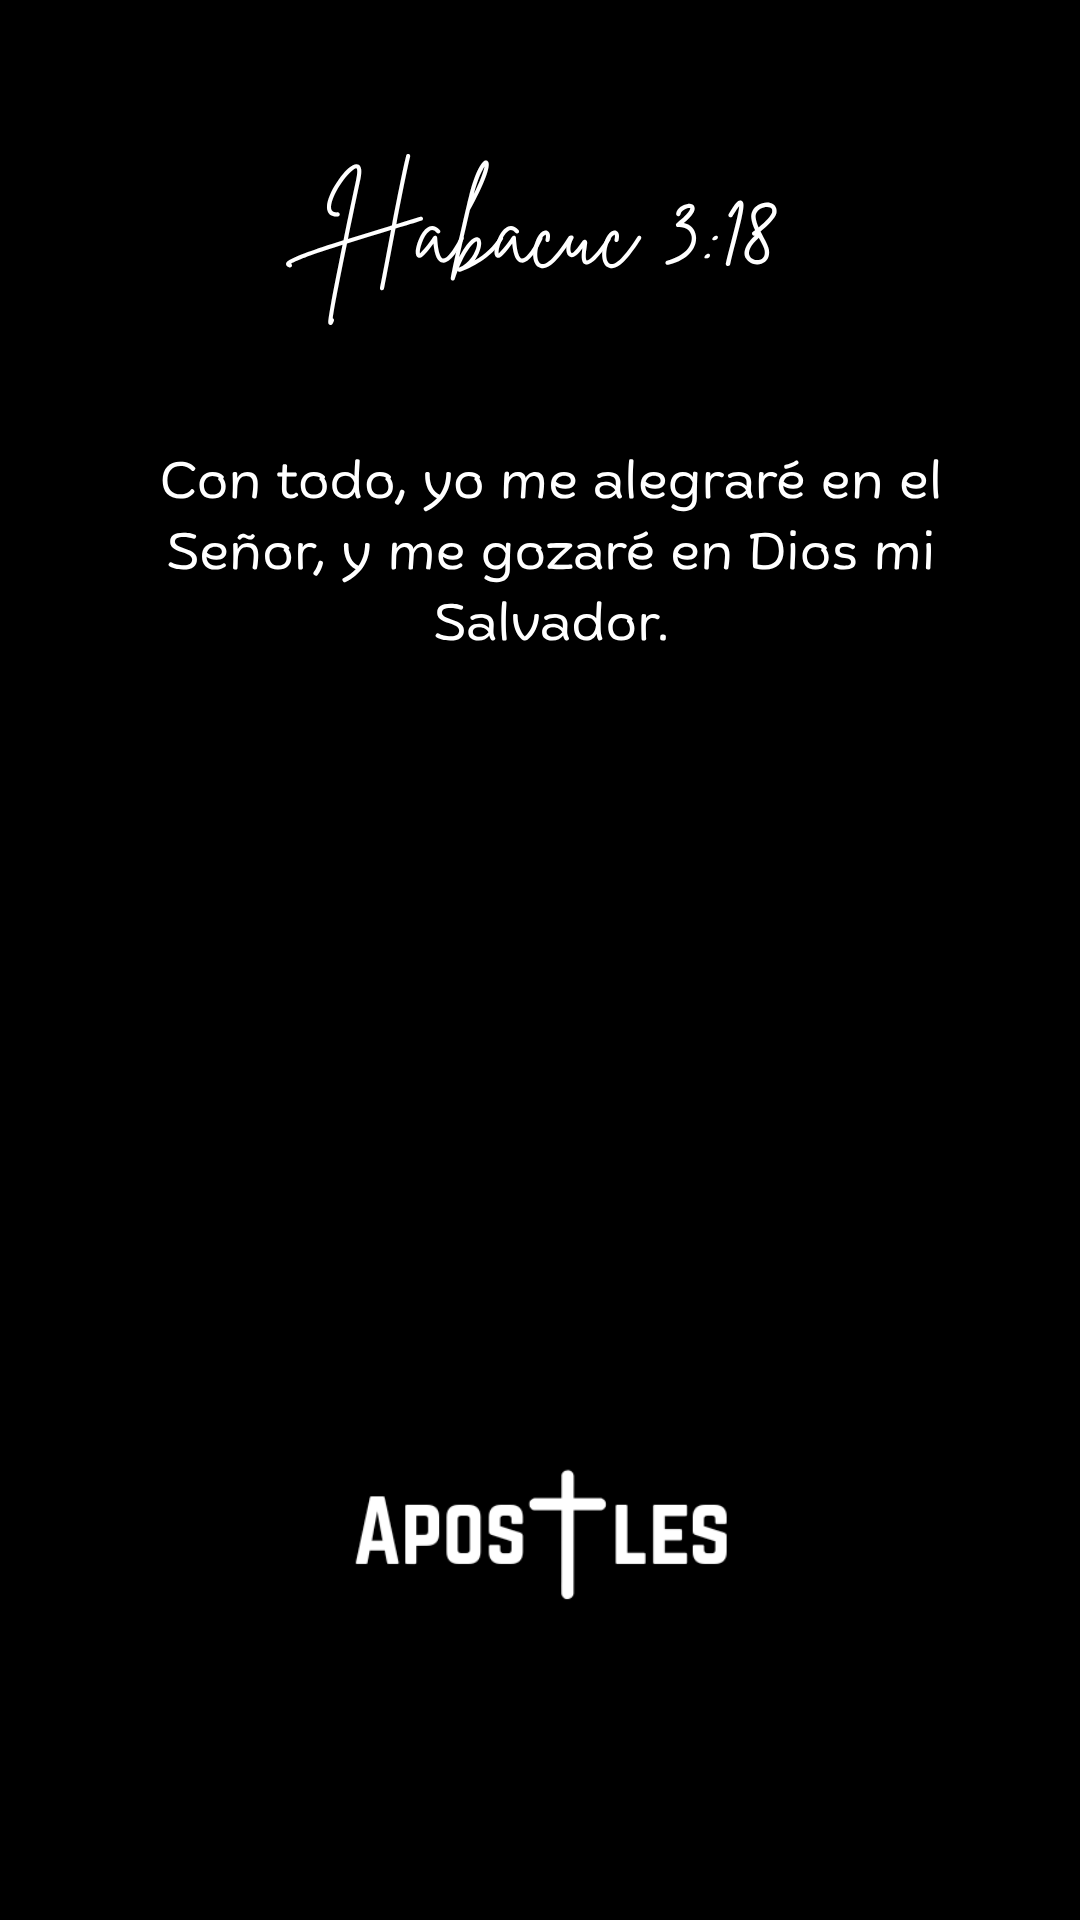 Habacuc 3:18
Con todo, yo me alegraré en el
Señor, y me gozaré en Dios mi
Salvador.
APOSTLES